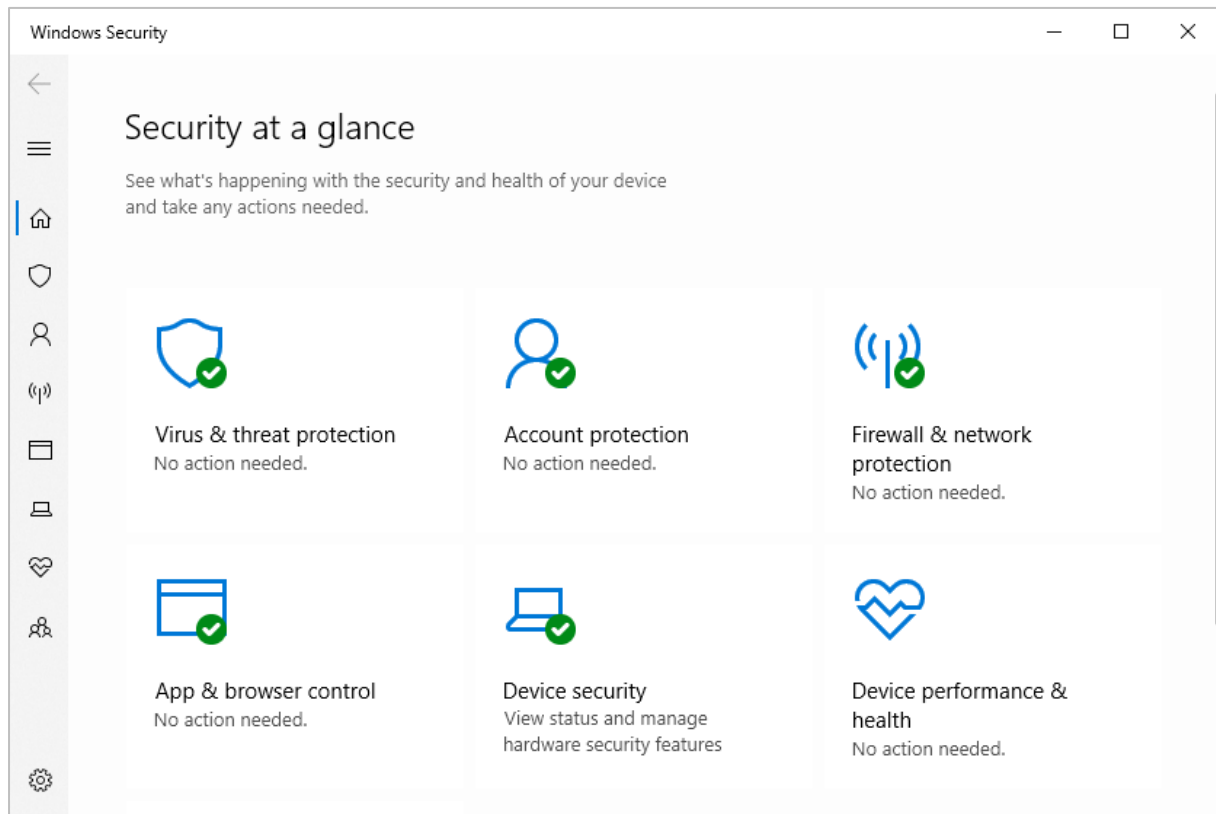 Windows Security
Security at a glance
See what's happening with the security and health of your device
and take any actions needed.
Virus & threat protection
No action needed.
Account protection
No action needed.
Firewall & network
protection
No action needed.
App & browser control
No action needed.
Device security
View status and manage
hardware security features
Device performance &
health
No action needed.